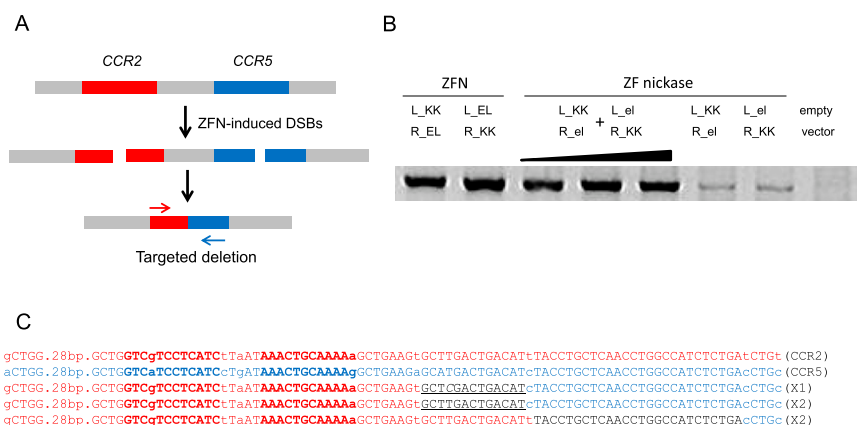 A
CCR2 CCR5
ZFN-induced DSBs
Targeted deletion
B
ZFN ZF nickase
L_KK L_EL L_KK L_el L_KK L_el empty
+
R_EL R_KK R_el R_KK R_el R_KK vector
C
gCTGG.28bp.GCTGGTCgTCCTCATCtTaATAAACTGCAAAAaGCTGAAGtGCTTGACTGACATtTACCTGCTCAACCTGGCCATCTCTGAtCTGt(CCR2)
aCTGG.28bp.GCTGGTCaTCCTCATCcTgATAAACTGCAAAAgGCTGAAGaGCATGACTGACATcTACCTGCTCAACCTGGCCATCTCTGAcCTGc(CCR5)
gCTGG.28bp.GCTGGTCgTCCTCATCtTaATAAACTGCAAAAaGCTGAAGtGCTCGACTGACATcTACCTGCTCAACCTGGCCATCTCTGAcCTGc(X1)
gCTGG.28bp.GCTGGTCgTCCTCATCtTaATAAACTGCAAAAaGCTGAAGtGCTTGACTGACATcTACCTGCTCAACCTGGCCATCTCTGAcCTGc(X2)
gCTGG.28bp.GCTGGTCgTCCTCATCtTaATAAACTGCAAAAaGCTGAAGtGCTTGACTGACATtTACCTGCTCAACCTGGCCATCTCTGAcCTGc(X2)